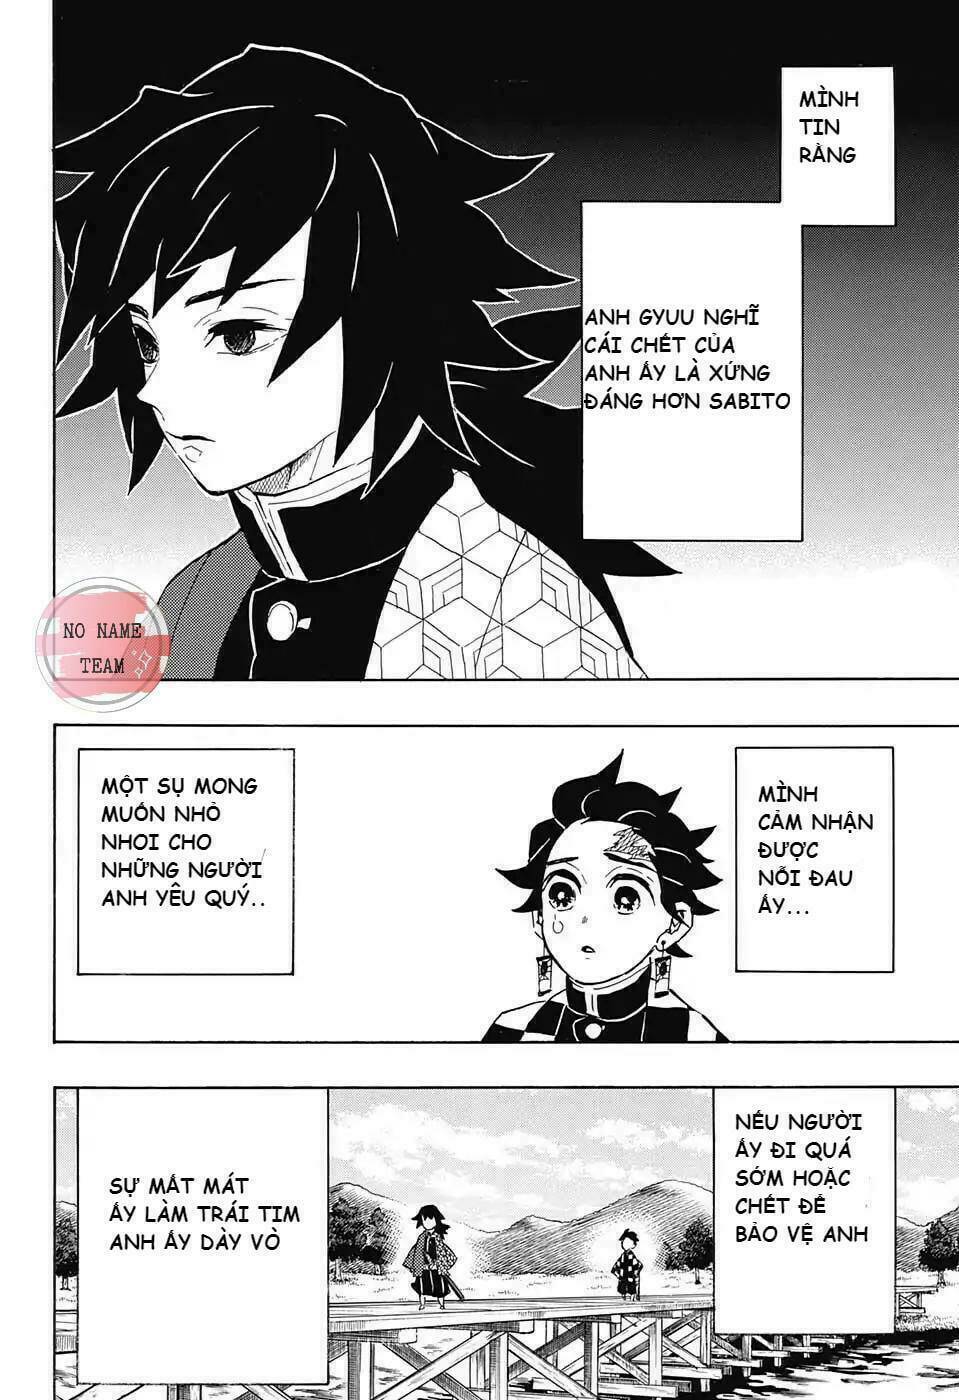 MÌNH
TIN
RẰNG
ANH GYUU NGHĨ
CÁI CHẾT CỦA
ANH ẤY LÀ XỨNG
ĐÁNG HƠN SABITO
NO NAME
TEAM
MÌNH
CẢM NHẬN
ĐƯỢC
NỖI ĐAU
ẤY...
MỘT SỤ MONG
MUỐN NHỎ
NHOI CHO
NHỮNG NGƯỜI
ANH YÊU QUÝ..
NẾU NGƯỜI
ẤY ĐI QUÁ
SỚM HOẶC
CHẾT ĐỂ
BẢO VỆ ANH
SỰ MẤT MÁT
ẤY LÀM TRÁI TIM
ANH ẤY DÀY VÒ